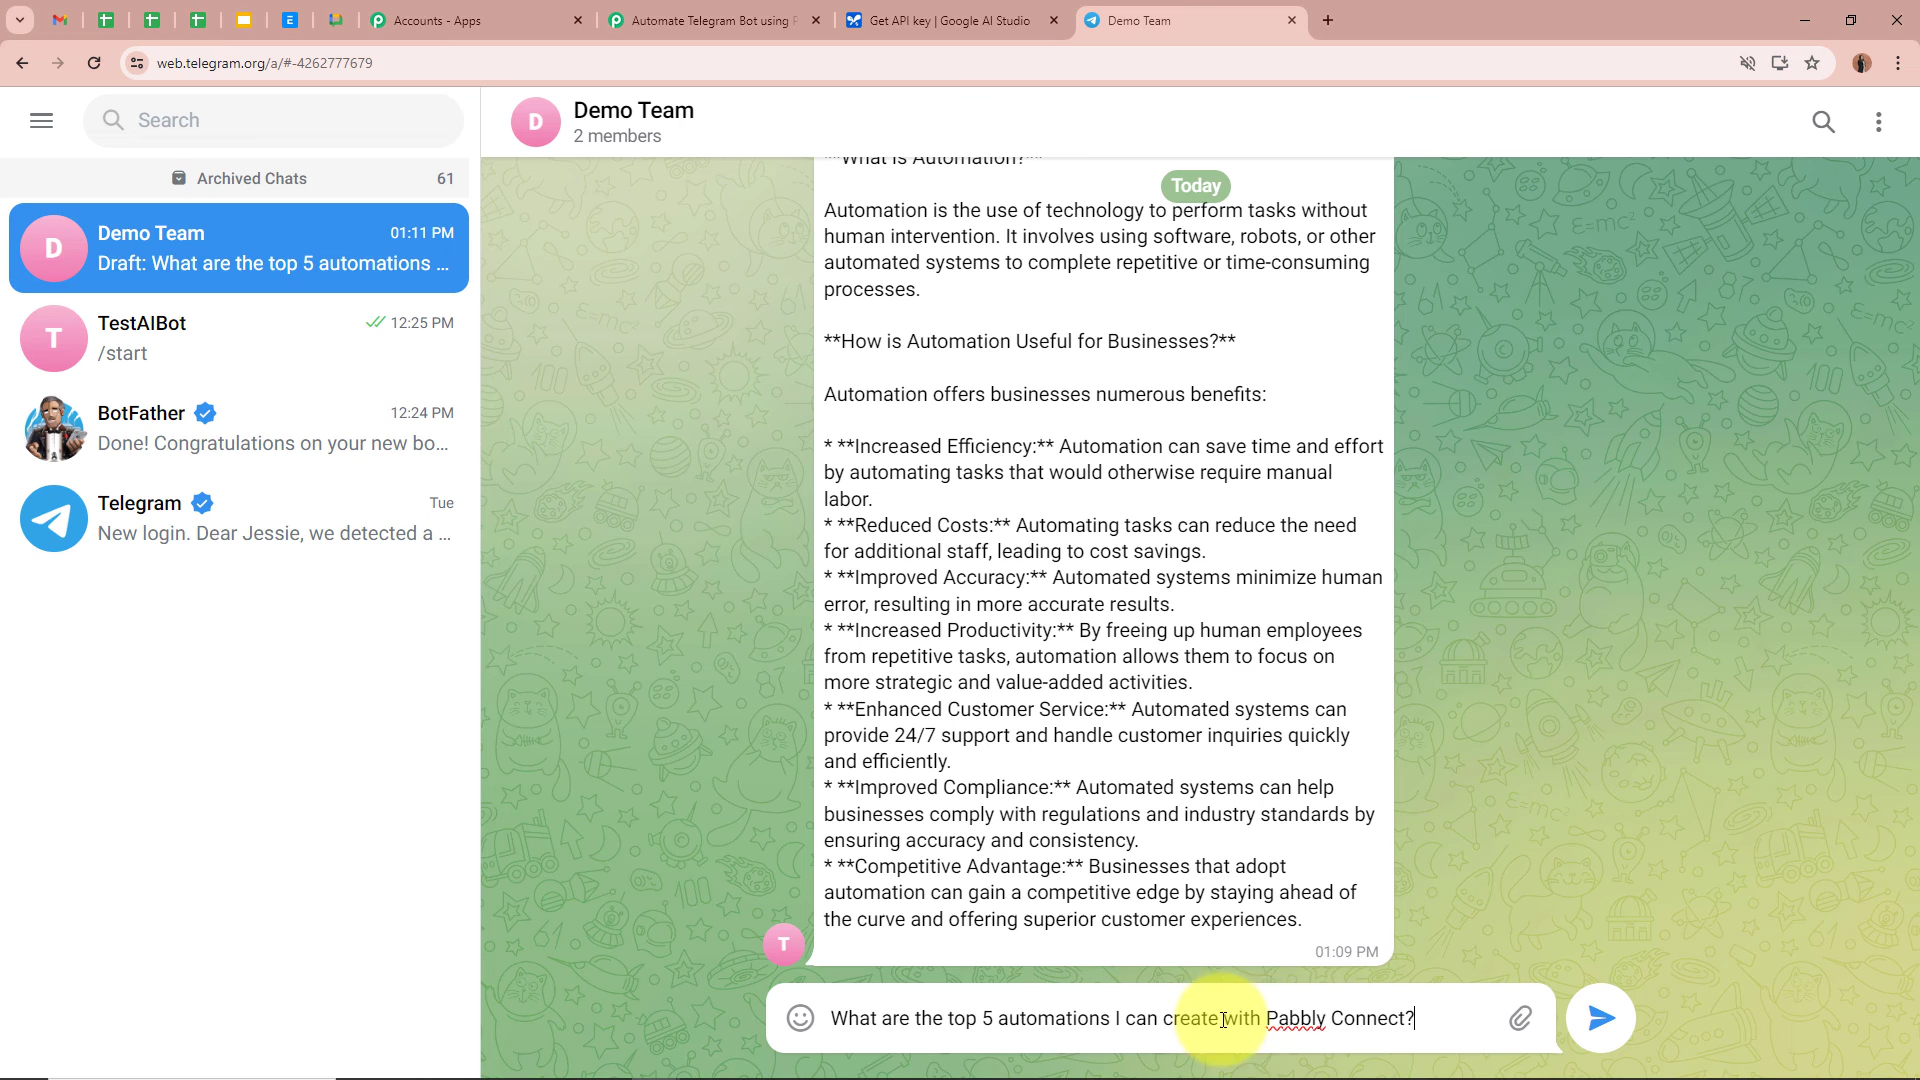 Accounts - Apps
Automate Telegram Bot using
Get API key | Google AI Studio
Demo Team
web.telegram.org/a/#-4262777679
Search
Archived Chats 61
Demo Team 01:11 PM
Draft: What are the top 5 automations ...
TestAIBot 12:25 PM
/start
BotFather 12:24 PM
Done! Congratulations on your new bo...
Telegram Tue
New login. Dear Jessie, we detected a ...
D
T
D
Demo Team
2 members
**What is Automation?**
Today
Automation is the use of technology to perform tasks without
human intervention. It involves using software, robots, or other
automated systems to complete repetitive or time-consuming
processes.
**How is Automation Useful for Businesses?**
Automation offers businesses numerous benefits:
* **Increased Efficiency:** Automation can save time and effort
by automating tasks that would otherwise require manual
labor.
* **Reduced Costs:** Automating tasks can reduce the need
for additional staff, leading to cost savings.
* **Improved Accuracy:** Automated systems minimize human
error, resulting in more accurate results.
* **Increased Productivity:** By freeing up human employees
from repetitive tasks, automation allows them to focus on
more strategic and value-added activities.
* **Enhanced Customer Service:** Automated systems can
provide 24/7 support and handle customer inquiries quickly
and efficiently.
* **Improved Compliance:** Automated systems can help
businesses comply with regulations and industry standards by
ensuring accuracy and consistency.
* **Competitive Advantage:** Businesses that adopt
automation can gain a competitive edge by staying ahead of
the curve and offering superior customer experiences.
T
01:09 PM
What are the top 5 automations I can create with Pabbly Connect?